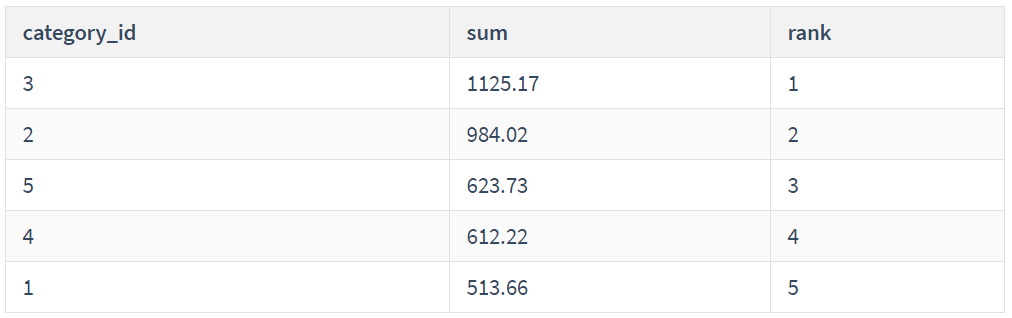 category_id sum rank
3 1125.17 1
2 984.02 2
5 623.73 3
4 612.22 4
1 513.66 5